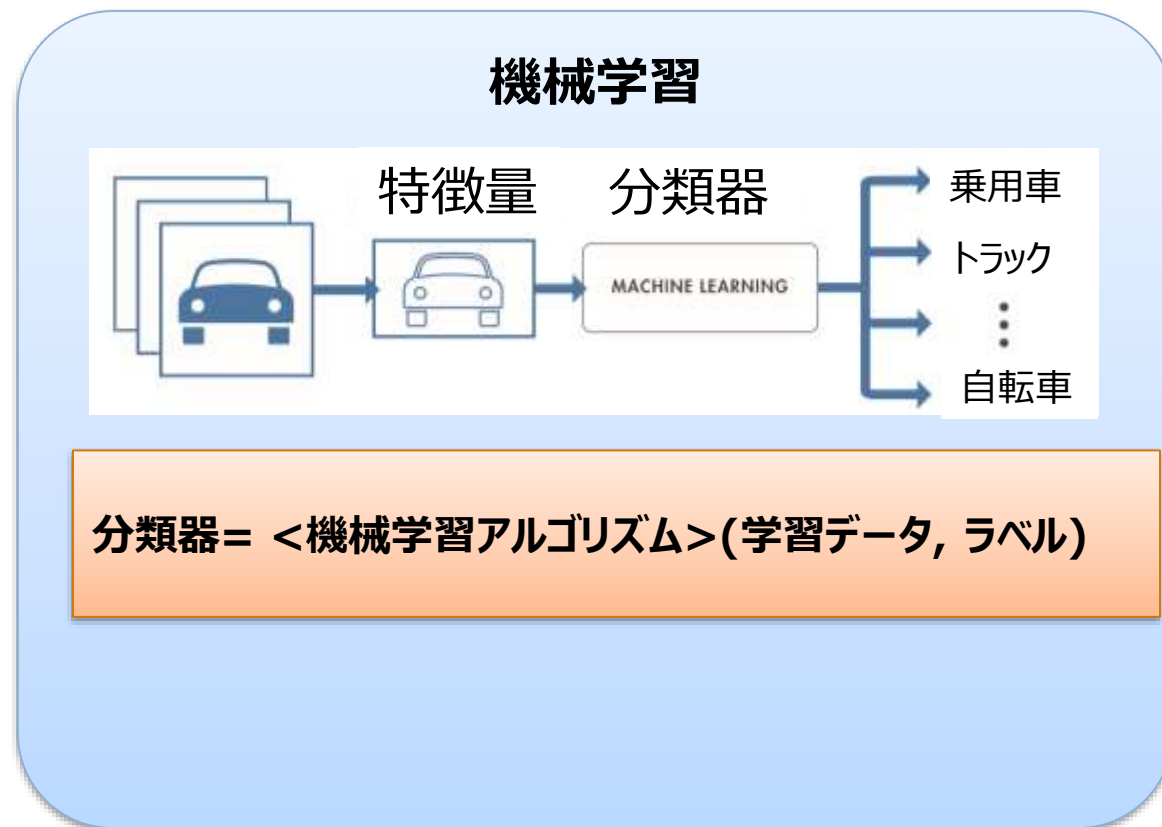 機械学習
特徴量
分類器
MACHINE LEARNING
乗用車
トラック
⋮
自転車
分類器= <機械学習アルゴリズム>(学習データ, ラベル)